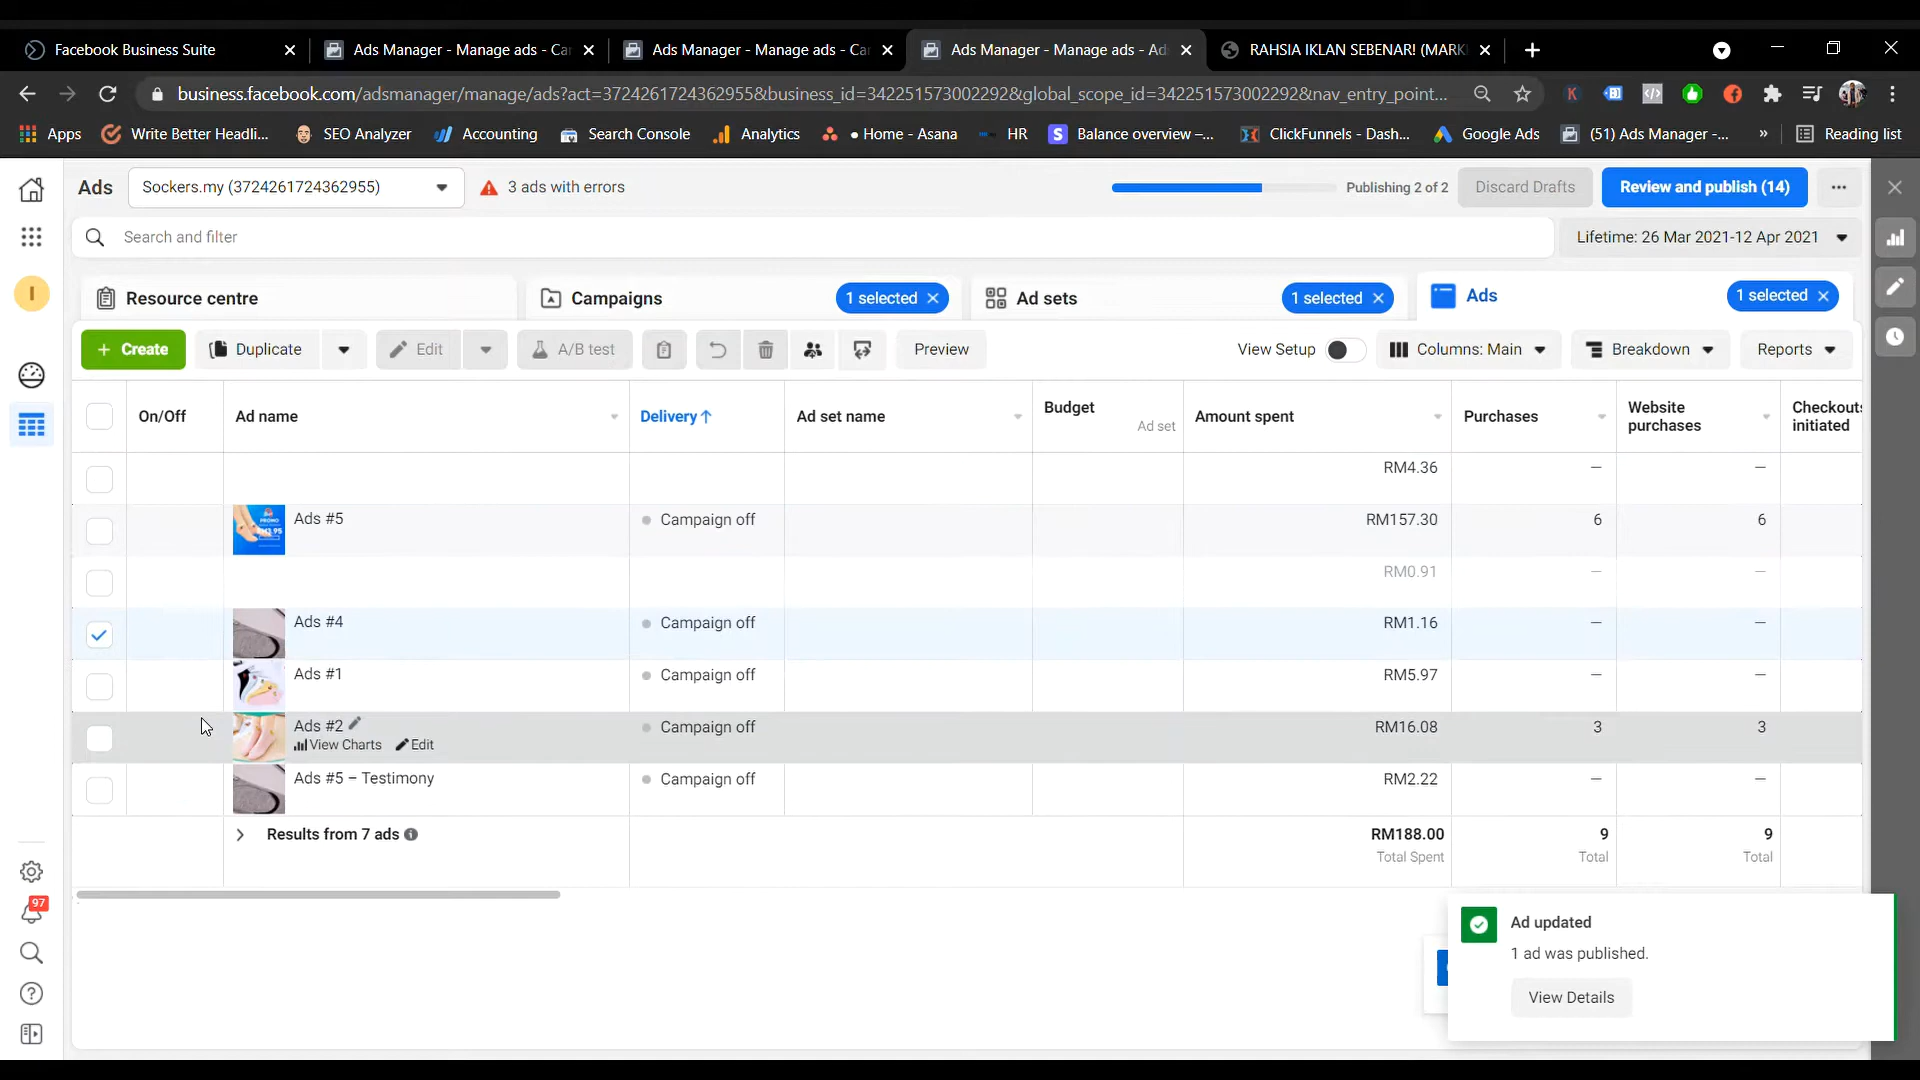 Facebook Business Suite
Ads Manager - Manage ads - Ca
Ads Manager - Manage ads - Ca
Ads Manager - Manage ads - Ad
RAHSIA IKLAN SEBENAR! (MARK
business.facebook.com/adsmanager/manage/ads?act=3724261724362955&business_id=342251573002292&global_scope_id=342251573002292&nav_entry_point...
Apps
Write Better Headli...
SEO Analyzer
Accounting
Search Console
Analytics
• Home - Asana
HR
Balance overview –...
ClickFunnels - Dash...
Google Ads
(51) Ads Manager -...
»
Reading list
Ads
Sockers.my (3724261724362955)
3 ads with errors
Publishing 2 of 2
Discard Drafts
Review and publish (14)
Search and filter
Lifetime: 26 Mar 2021-12 Apr 2021
I
Resource centre
Campaigns
1 selected
Ad sets
1 selected
Ads
1 selected
+ Create
Duplicate
Edit
A/B test
Preview
View Setup
Columns: Main
Breakdown
Reports
On/Off
Ad name
Delivery↑
Ad set name
Budget
Ad set
Amount spent
Purchases
Website purchases
Checkouts initiated
RM4.36 — —
Ads #5 Campaign off RM157.30 6 6
RM0.91 — —
Ads #4 Campaign off RM1.16 — —
Ads #1 Campaign off RM5.97 — —
Ads #2 Campaign off RM16.08 3 3
View Charts Edit
Ads #5 – Testimony Campaign off RM2.22 — —
Results from 7 ads RM188.00 9 9
Total Spent Total Total
97
Ad updated
1 ad was published.
View Details